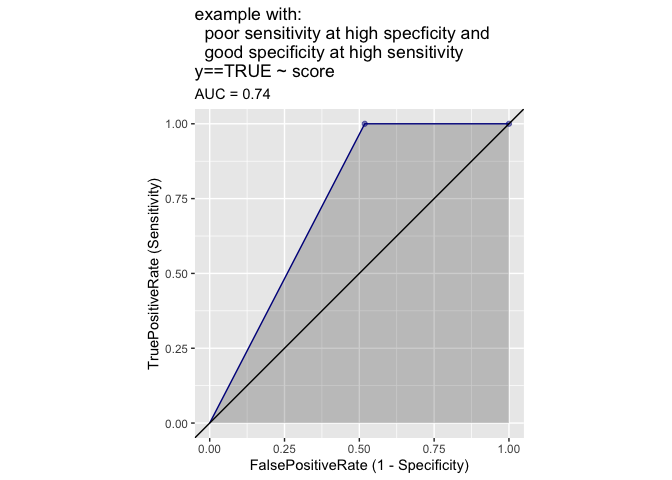 example with:
poor sensitivity at high specficity and
good specificity at high sensitivity
y==TRUE ~ score
AUC = 0.74
1.00
0.75
0.50
0.25
0.00
TruePositiveRate (Sensitivity)
0.00 0.25 0.50 0.75 1.00
FalsePositiveRate (1 - Specificity)